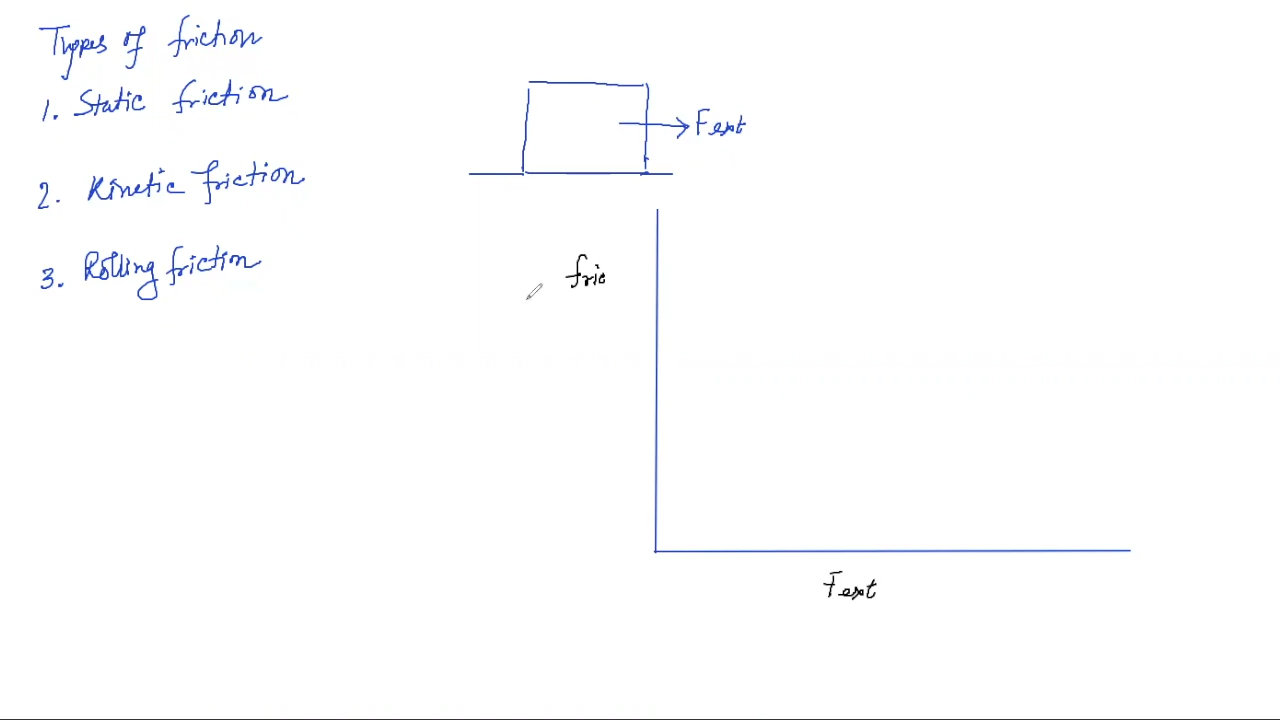 Types of friction
1. Static friction
2. Kinetic friction
3. Rolling friction
Fext
fric
Fext